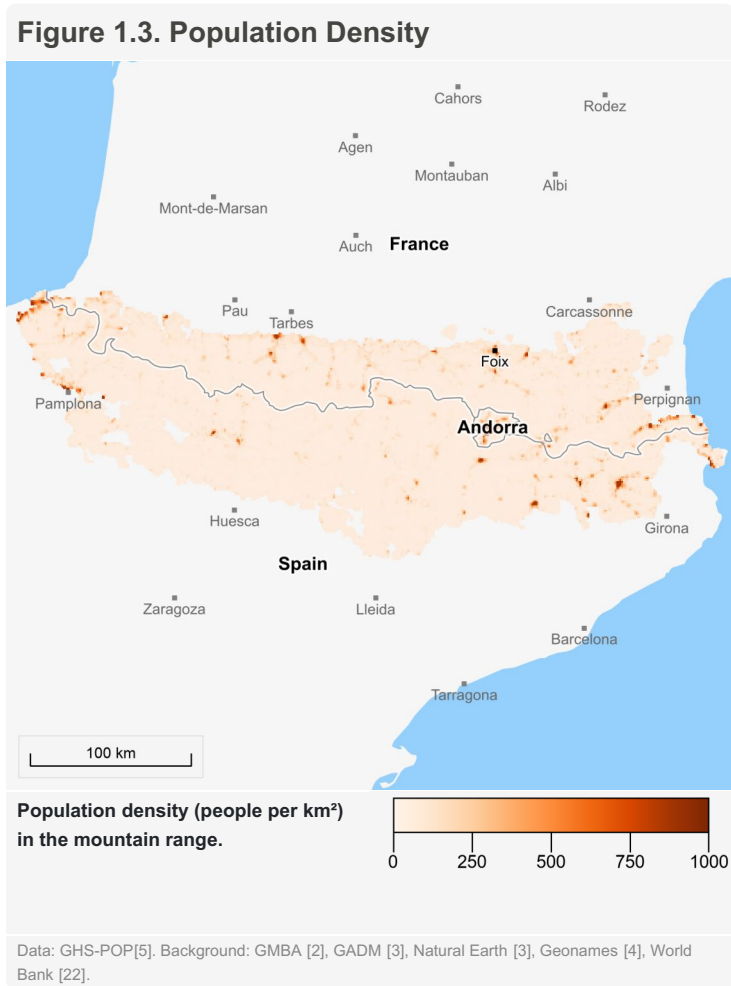 Figure 1.3. Population Density
Cahors
Rodez
Agen
Montauban
Albi
Mont-de-Marsan
Auch
France
Pau
Tarbes
Carcassonne
Foix
Pamplona
Perpignan
Andorra
Huesca
Girona
Spain
Zaragoza
Lleida
Barcelona
Tarragona
100 km
Population density (people per km²)
in the mountain range.
0 250 500 750 1000
Data: GHS-POP[5]. Background: GMBA [2], GADM [3], Natural Earth [3], Geonames [4], World
Bank [22].